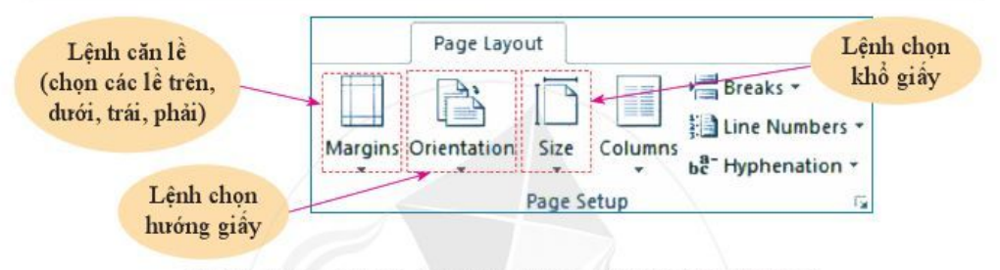 Lệnh căn lề
(chọn các lề trên,
dưới, trái, phải)
Page Layout
Lệnh chọn
khổ giấy
Margins
Orientation
Size
Columns
Breaks
Line Numbers
Hyphenation
Page Setup
Lệnh chọn
hướng giấy